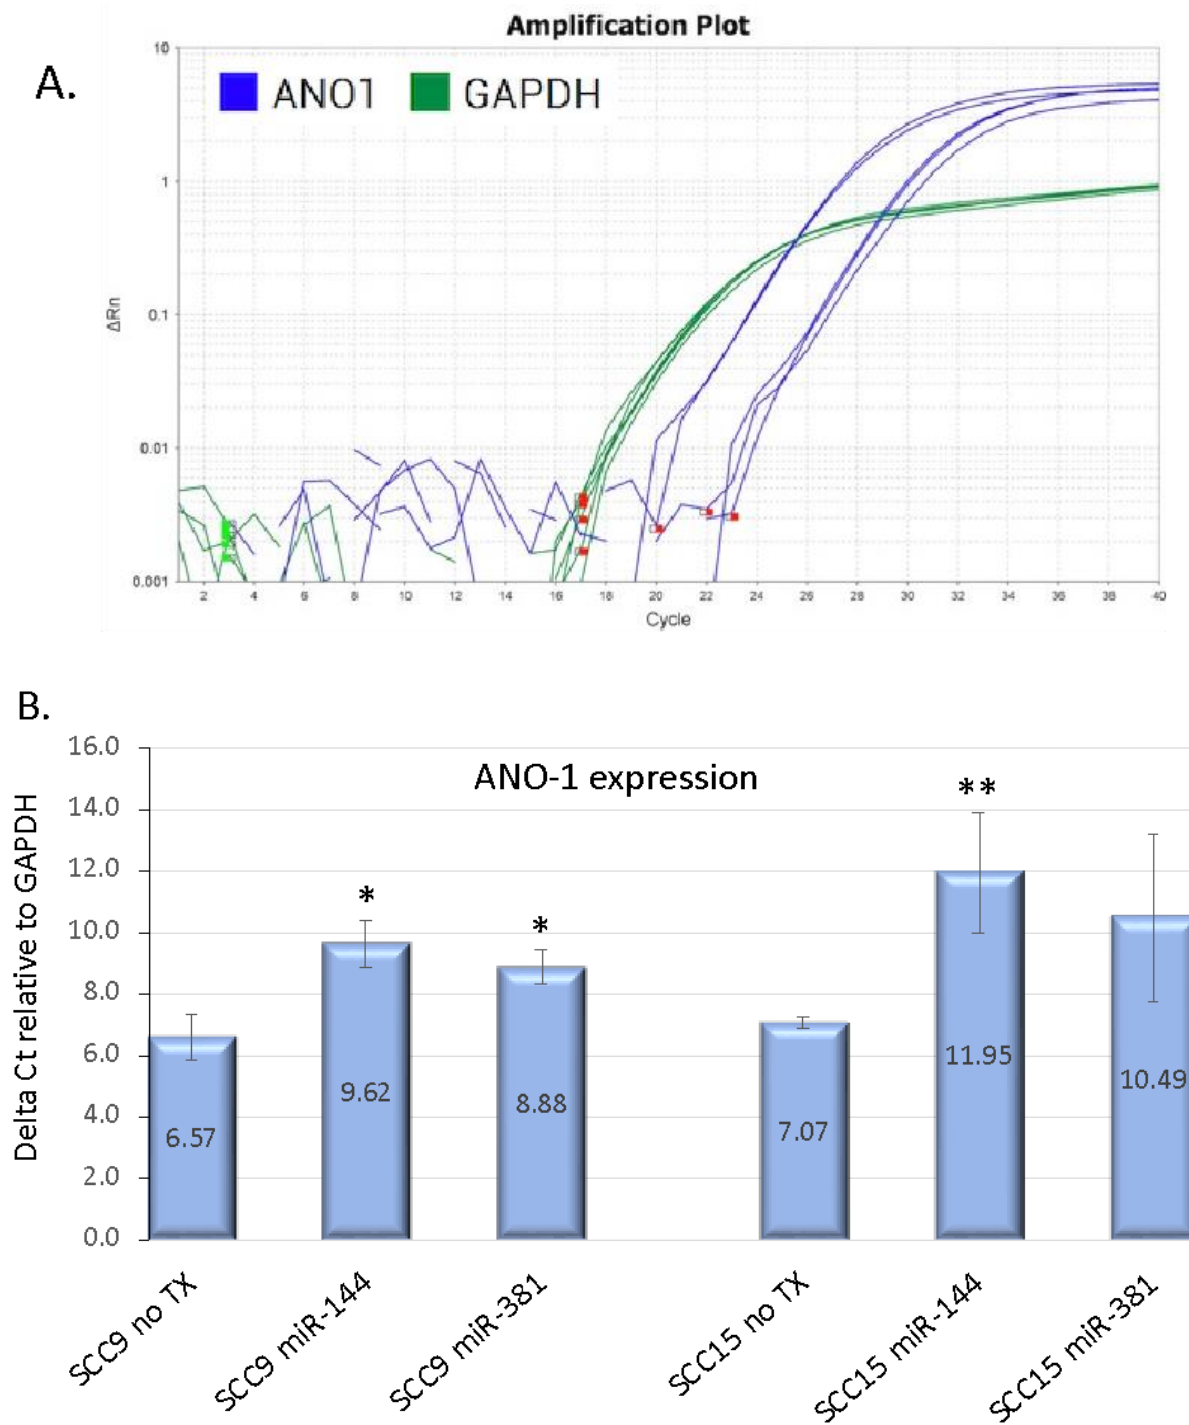 Amplification Plot
A.
ANO1 GAPDH
10
1
0.1
0.01
0.001
ΔRn
2 4 6 8 10 12 14 16 18 20 22 24 26 28 30 32 34 36 38 40
Cycle
B.
ANO-1 expression
Delta Ct relative to GAPDH
16.0
14.0
12.0
10.0
8.0
6.0
4.0
2.0
0.0
* * **
6.57 9.62 8.88 7.07 11.95 10.49
SCC9 no TX
SCC9 miR-144
SCC9 miR-381
SCC15 no TX
SCC15 miR-144
SCC15 miR-381